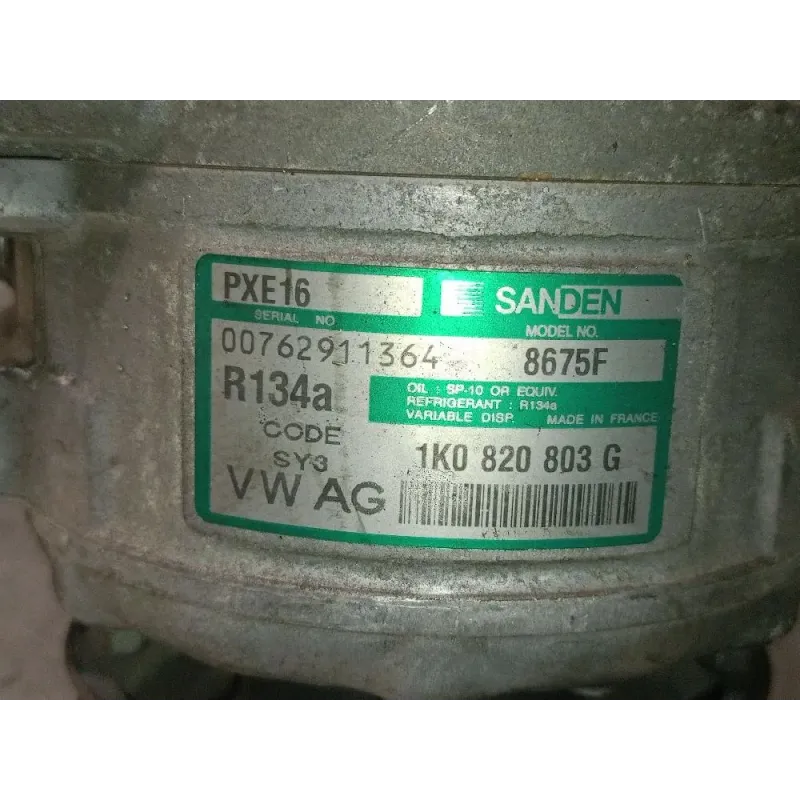 PXE16
SANDEN
SERIAL NO
MODEL NO.
00762911364
8675F
R134a
OIL : SP-10 OR EQUIV.
REFRIGERANT : R134a
VARIABLE DISP. MADE IN FRANCE
CODE
SY3
1K0 820 803 G
VW AG